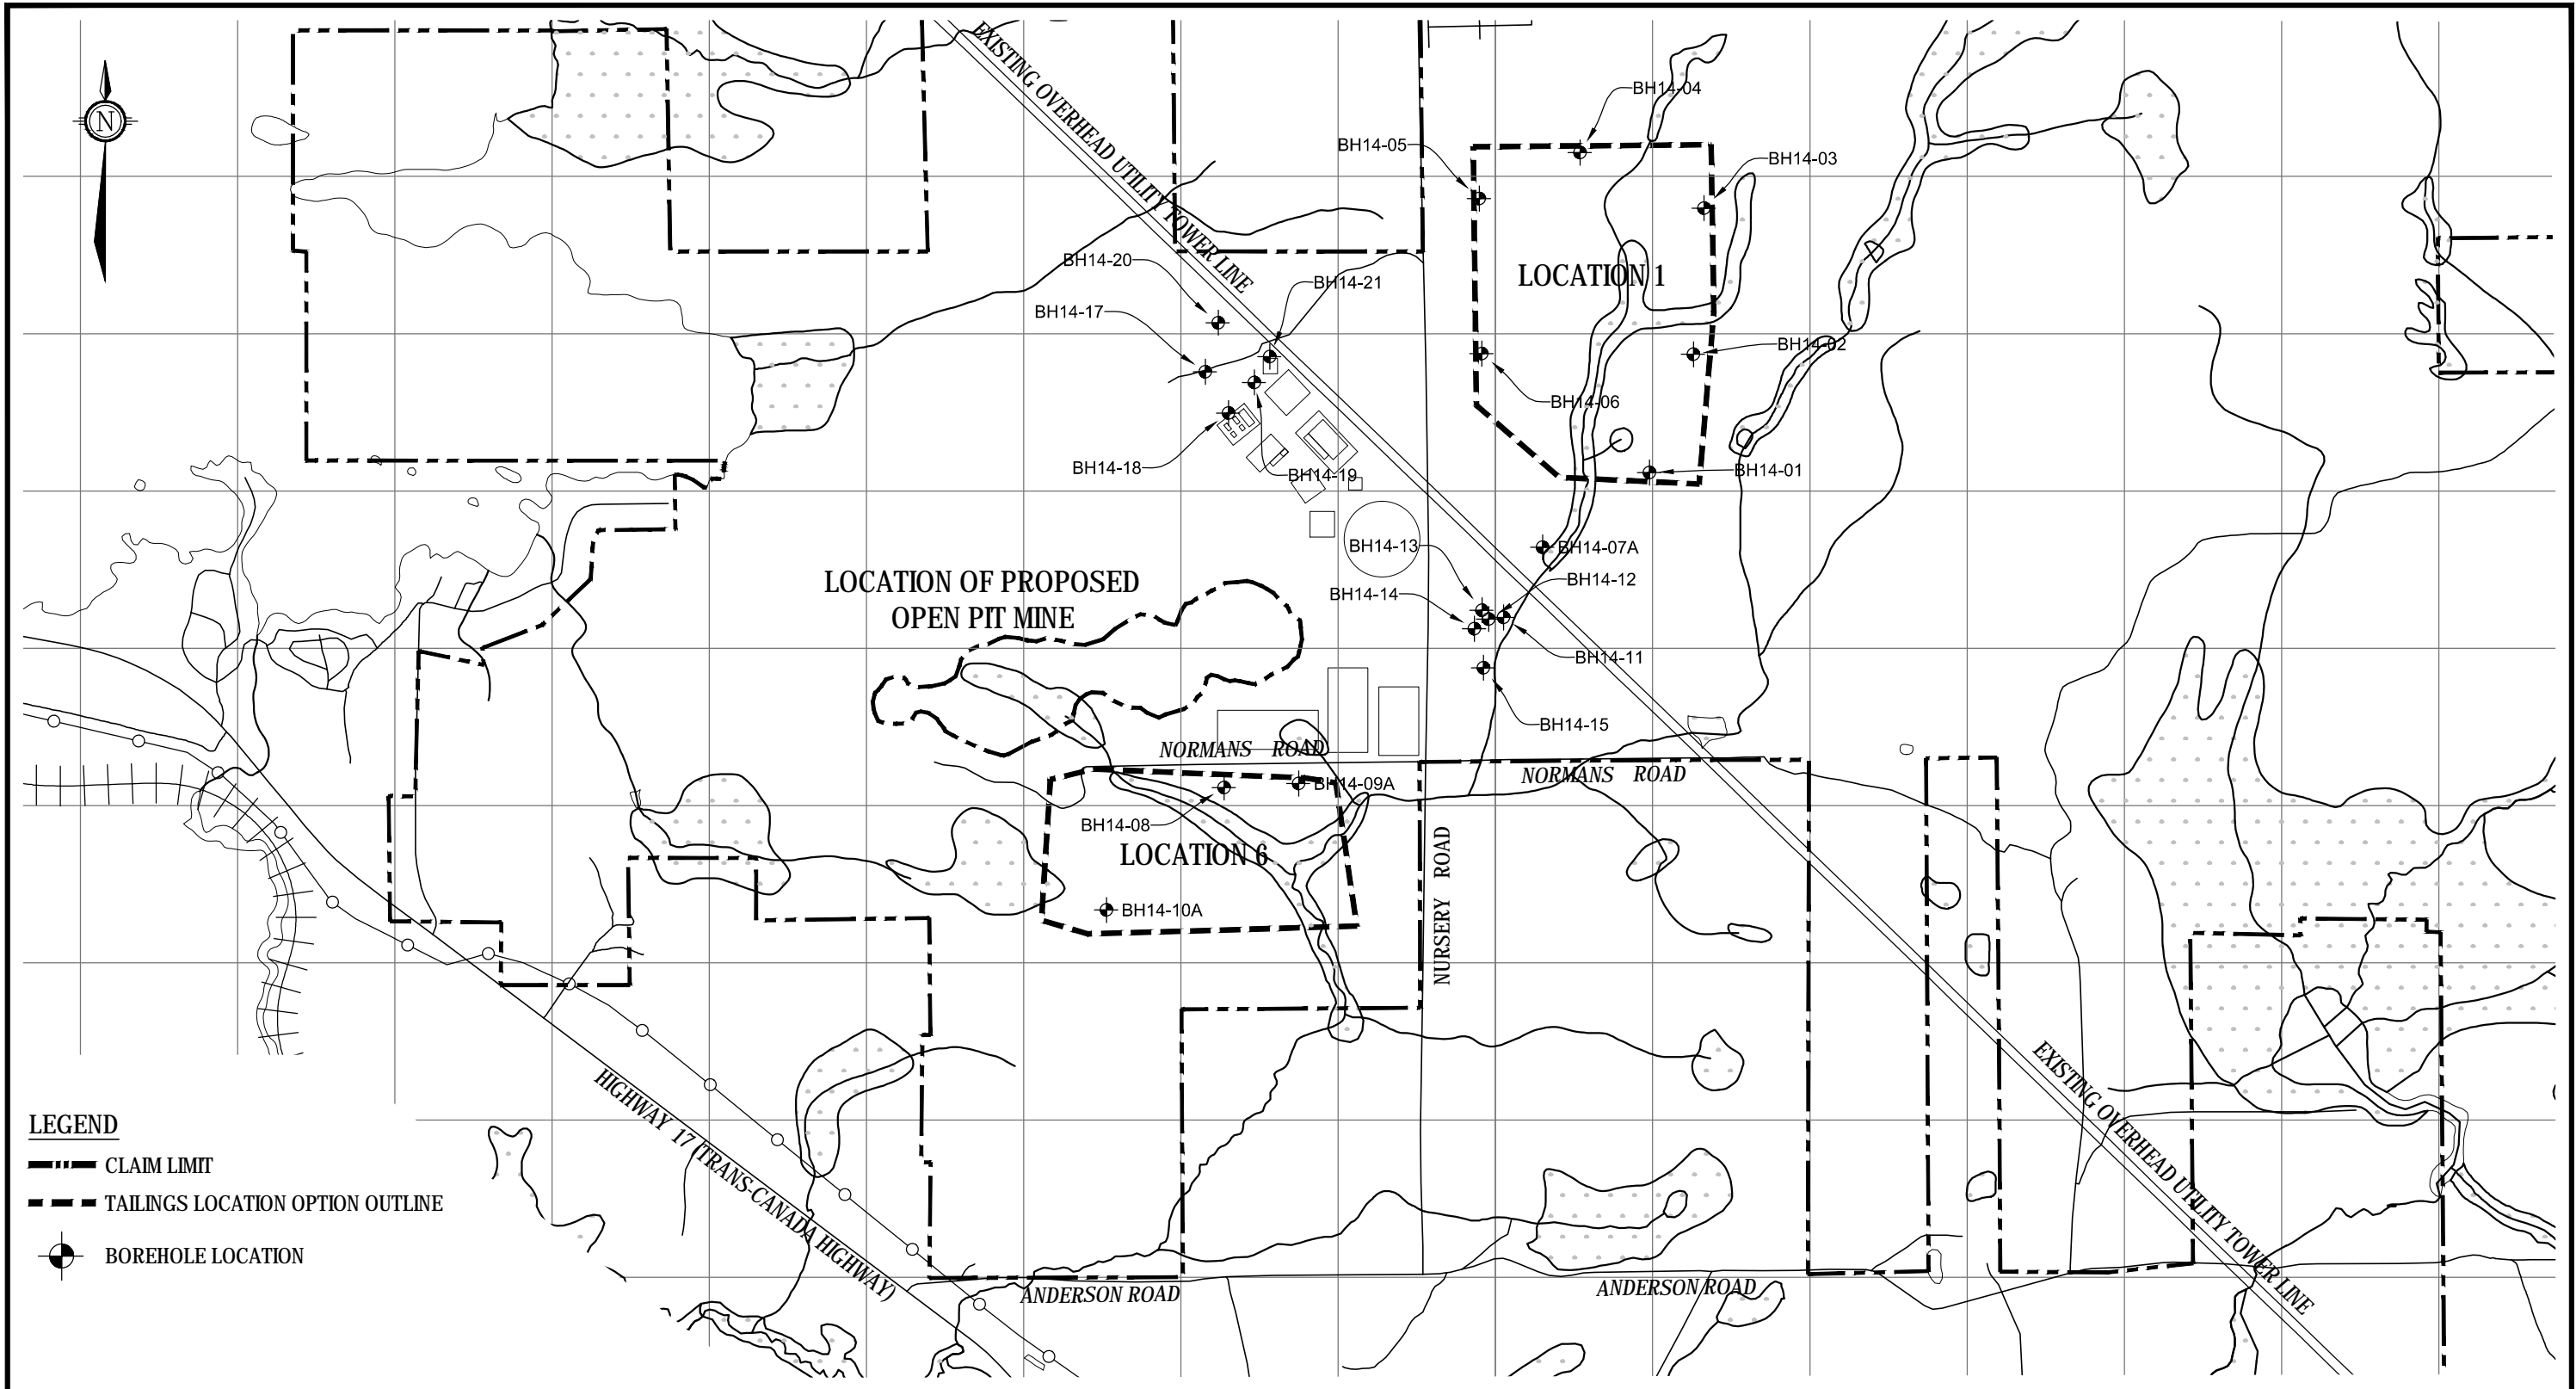 EXISTING OVERHEAD UTILITY TOWER LINE
N
BH14-04
BH14-05
BH14-03
BH14-20
LOCATION 1
BH14-21
BH14-17
BH14-02
BH14-06
BH14-18
BH14-19
BH14-01
BH14-13
BH14-07A
LOCATION OF PROPOSED
OPEN PIT MINE
BH14-12
BH14-14
BH14-11
BH14-15
NORMANS ROAD
NORMANS ROAD
BH14-09A
BH14-08
LOCATION 6
NURSERY ROAD
BH14-10A
EXISTING OVERHEAD UTILITY TOWER LINE
HIGHWAY 17 (TRANS-CANADA HIGHWAY)
LEGEND
CLAIM LIMIT
TAILINGS LOCATION OPTION OUTLINE
BOREHOLE LOCATION
ANDERSON ROAD
ANDERSON ROAD